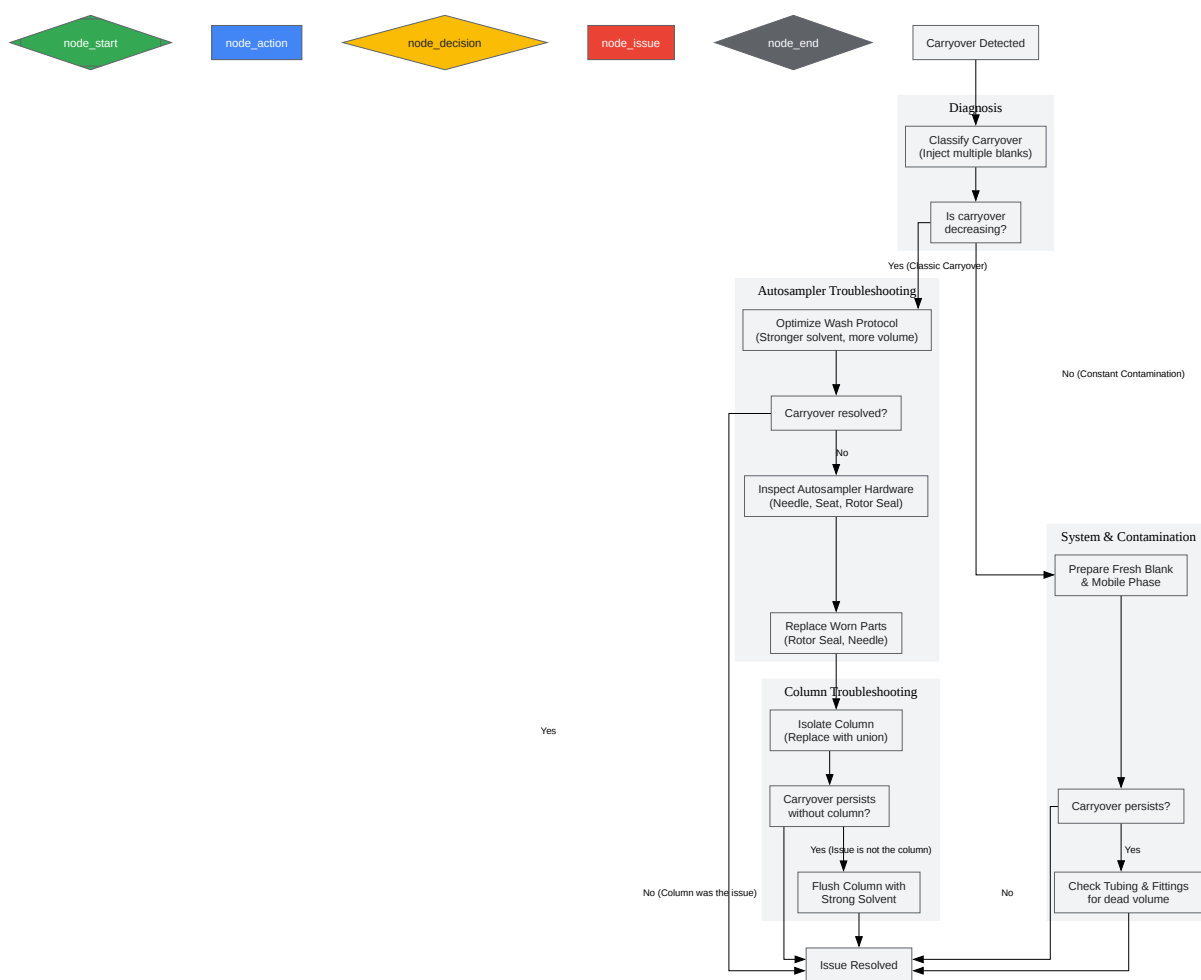 node_start
node_action
node_decision
node_issue
node_end
Carryover Detected
Diagnosis
Classify Carryover
(Inject multiple blanks)
Is carryover
decreasing?
Yes (Classic Carryover)
Autosampler Troubleshooting
Optimize Wash Protocol
(Stronger solvent, more volume)
No (Constant Contamination)
Carryover resolved?
No
Inspect Autosampler Hardware
(Needle, Seat, Rotor Seal)
System & Contamination
Prepare Fresh Blank
& Mobile Phase
Replace Worn Parts
(Rotor Seal, Needle)
Column Troubleshooting
Isolate Column
(Replace with union)
Yes
Carryover persists
without column?
Carryover persists?
Yes (Issue is not the column)
Yes
No (Column was the issue)
Flush Column with
Strong Solvent
No
Check Tubing & Fittings
for dead volume
Issue Resolved